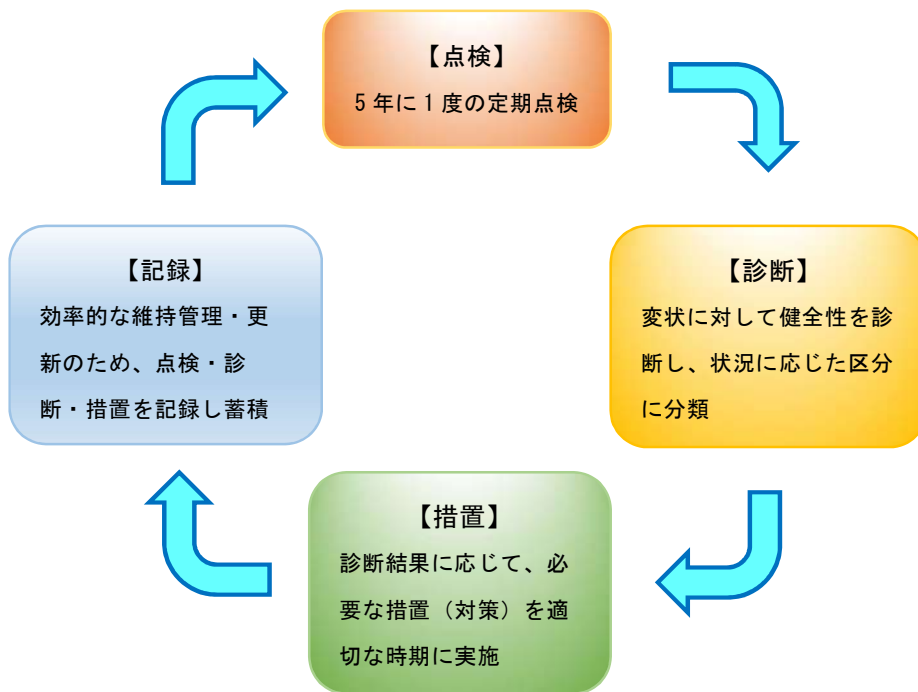 【点検】
5年に1度の定期点検
【診断】
変状に対して健全性を診
断し、状況に応じた区分
に分類
【措置】
診断結果に応じて、必
要な措置（対策）を適
切な時期に実施
【記録】
効率的な維持管理・更
新のため、点検・診
断・措置を記録し蓄積